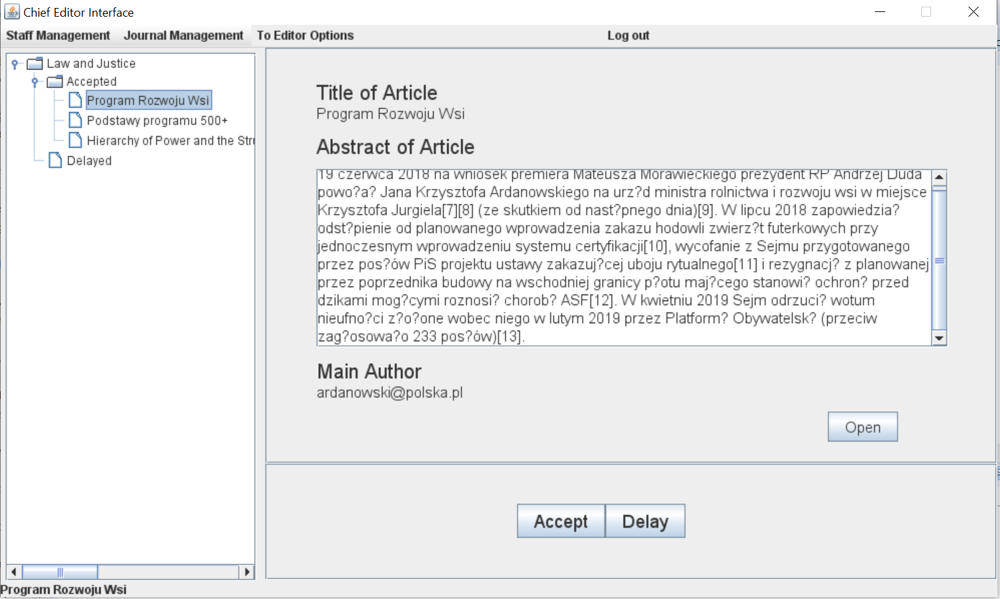 Chief Editor Interface
Staff Management Journal Management To Editor Options Log out
Law and Justice
Accepted
Program Rozwoju Wsi
Podstawy programu 500+
Hierarchy of Power and the Stru
Delayed
Title of Article
Program Rozwoju Wsi
Abstract of Article
19 czerwca 2018 na wniosek premiera Mateusza Morawieckiego prezydent RP Andrzej Duda
powo?a? Jana Krzysztofa Ardanowskiego na urz?d ministra rolnictwa i rozwoju wsi w miejsce
Krzysztofa Jurgiela[7][8] (ze skutkiem od nast?pnego dnia)[9]. W lipcu 2018 zapowiedzia?
odst?pienie od planowanego wprowadzenia zakazu hodowli zwierz?t futerkowych przy
jednoczesnym wprowadzeniu systemu certyfikacji[10], wycofanie z Sejmu przygotowanego
przez pos?ów PiS projektu ustawy zakazuj?cej uboju rytualnego[11] i rezygnacj? z planowanej
przez poprzednika budowy na wschodniej granicy p?otu maj?cego stanowi? ochron? przed
dzikami mog?cymi roznosi? chorob? ASF[12]. W kwietniu 2019 Sejm odrzuci? wotum
nieufno?ci z?o?one wobec niego w lutym 2019 przez Platform? Obywatelsk? (przeciw
zag?osowa?o 233 pos?ów)[13].
Main Author
ardanowski@polska.pl
Open
Accept Delay
Program Rozwoju Wsi